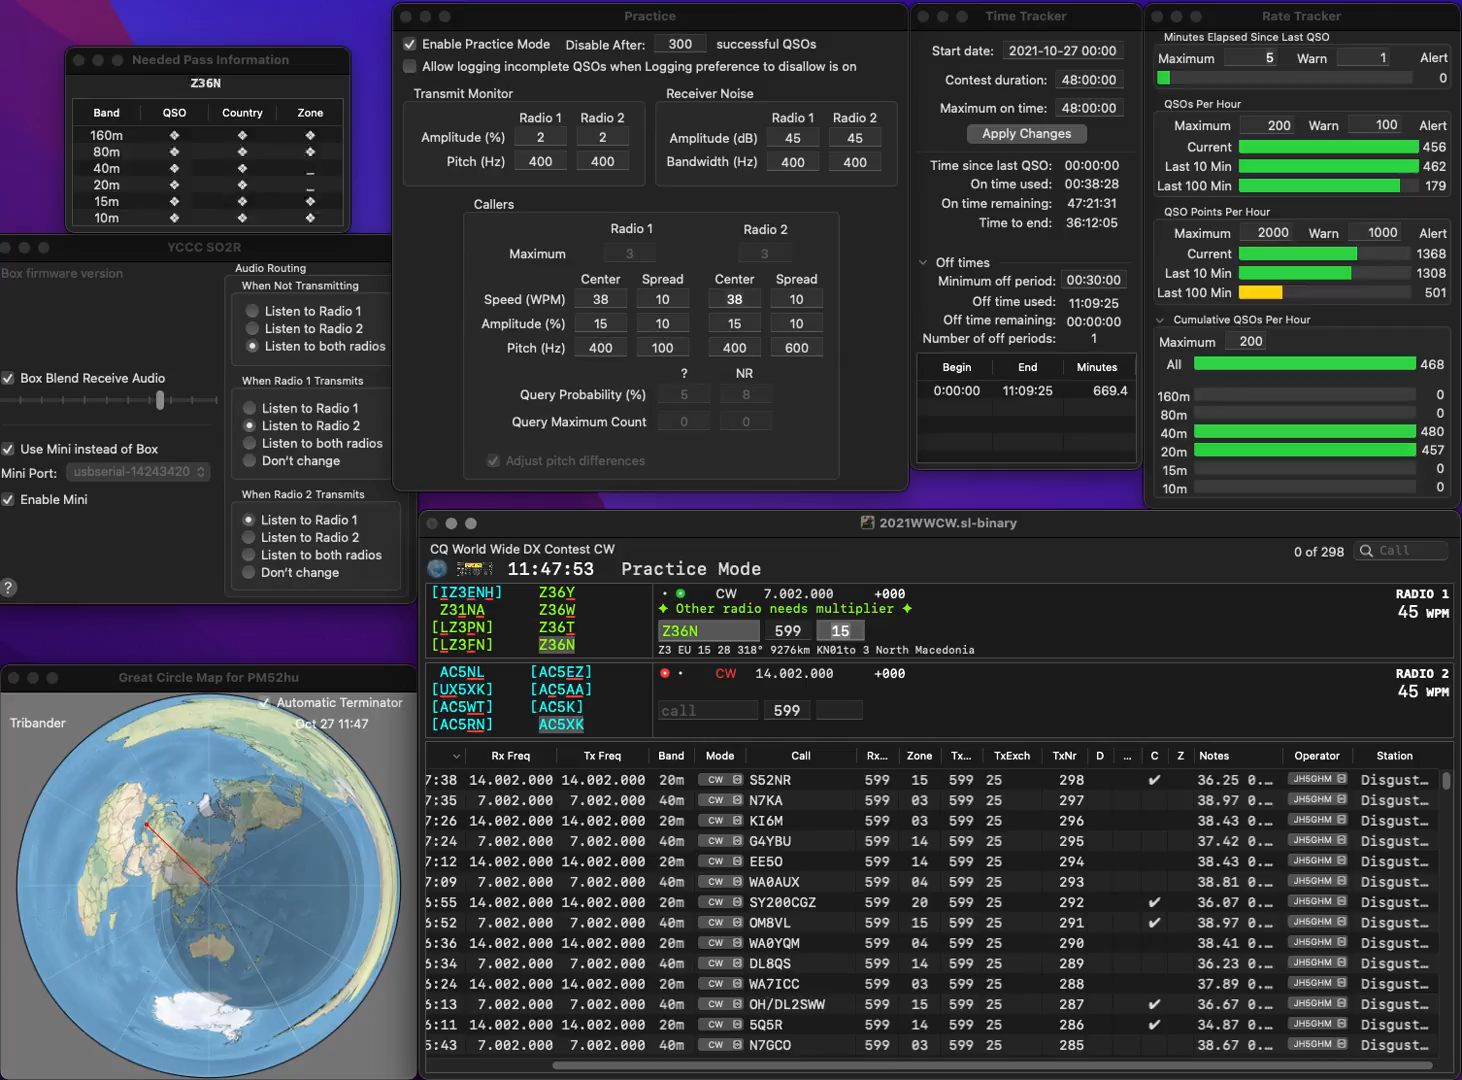 Needed Pass Information
Z36N
Band QSO Country Zone
160m
80m
40m _
20m _
15m
10m
YCCC SO2R
Box firmware version
Audio Routing
When Not Transmitting
Listen to Radio 1
Listen to Radio 2
Listen to both radios
Box Blend Receive Audio
When Radio 1 Transmits
Listen to Radio 1
Listen to Radio 2
Listen to both radios
Don't change
Use Mini instead of Box
Mini Port: usbserial-14243420
Enable Mini
When Radio 2 Transmits
Listen to Radio 1
Listen to Radio 2
Listen to both radios
Don't change
?
Practice
Enable Practice Mode Disable After: 300 successful QSOs
Allow logging incomplete QSOs when Logging preference to disallow is on
Transmit Monitor
Radio 1 Radio 2
Amplitude (%) 2 2
Pitch (Hz) 400 400
Receiver Noise
Radio 1 Radio 2
Amplitude (dB) 45 45
Bandwidth (Hz) 400 400
Callers
Radio 1 Radio 2
Maximum 3 3
Center Spread Center Spread
Speed (WPM) 38 10 38 10
Amplitude (%) 15 10 15 10
Pitch (Hz) 400 100 400 600
? NR
Query Probability (%) 5 8
Query Maximum Count 0 0
Adjust pitch differences
Time Tracker
Start date: 2021-10-27 00:00
Contest duration: 48:00:00
Maximum on time: 48:00:00
Apply Changes
Time since last QSO: 00:00:00
On time used: 00:38:28
On time remaining: 47:21:31
Time to end: 36:12:05
Off times
Minimum off period: 00:30:00
Off time used: 11:09:25
Off time remaining: 00:00:00
Number of off periods: 1
Begin End Minutes
0:00:00 11:09:25 669.4
Rate Tracker
Minutes Elapsed Since Last QSO
Maximum 5 Warn 1 Alert
0
QSOs Per Hour
Maximum 200 Warn 100 Alert
Current 456
Last 10 Min 462
Last 100 Min 179
QSO Points Per Hour
Maximum 2000 Warn 1000 Alert
Current 1368
Last 10 Min 1308
Last 100 Min 501
Cumulative QSOs Per Hour
Maximum 200
All 468
160m 0
80m 0
40m 480
20m 457
15m 0
10m 0
Great Circle Map for PM52hu
Automatic Terminator
Tribander Oct 27 11:47
2021WWCW.sl-binary
CQ World Wide DX Contest CW
0 of 298 Call
11:47:53 Practice Mode
[IZ3ENH] Z36Y
Z31NA Z36W
[LZ3PN] Z36T
[LZ3FN] Z36N
CW 7.002.000 +000 RADIO 1
Other radio needs multiplier 45 WPM
Z36N 599 15
Z3 EU 15 28 318° 9276km KN01to 3 North Macedonia
AC5NL [AC5EZ]
[UX5XK] [AC5AA]
[AC5WT] [AC5K]
[AC5RN] AC5XK
CW 14.002.000 +000 RADIO 2
45 WPM
call 599
Rx Freq Tx Freq Band Mode Call Rx... Zone Tx... TxExch TxNr D ... C Z Notes Operator Station
7:38 14.002.000 14.002.000 20m CW S52NR 599 15 599 25 298 ✔ 36.25 0.... JH5GHM Disgust...
7:35 7.002.000 7.002.000 40m CW N7KA 599 03 599 25 297 38.97 0.... JH5GHM Disgust...
7:26 14.002.000 14.002.000 20m CW KI6M 599 03 599 25 296 38.43 0.... JH5GHM Disgust...
7:24 7.002.000 7.002.000 40m CW G4YBU 599 14 599 25 295 37.42 0.... JH5GHM Disgust...
7:12 14.002.000 14.002.000 20m CW EE5O 599 14 599 25 294 38.43 0.... JH5GHM Disgust...
7:09 7.002.000 7.002.000 40m CW WA0AUX 599 04 599 25 293 38.81 0.... JH5GHM Disgust...
6:55 14.002.000 14.002.000 20m CW SY200CGZ 599 20 599 25 292 ✔ 36.07 0.... JH5GHM Disgust...
6:52 7.002.000 7.002.000 40m CW OM8VL 599 15 599 25 291 ✔ 38.97 0.... JH5GHM Disgust...
6:36 14.002.000 14.002.000 20m CW WA0YQM 599 04 599 25 290 38.41 0.... JH5GHM Disgust...
6:34 7.002.000 7.002.000 40m CW DL8QS 599 14 599 25 289 36.23 0.... JH5GHM Disgust...
6:24 14.002.000 14.002.000 20m CW WA7ICC 599 03 599 25 288 37.89 0.... JH5GHM Disgust...
6:13 7.002.000 7.002.000 40m CW OH/DL2SWW 599 15 599 25 287 ✔ 36.67 0.... JH5GHM Disgust...
6:11 14.002.000 14.002.000 20m CW 5Q5R 599 14 599 25 286 ✔ 34.87 0.... JH5GHM Disgust...
5:43 7.002.000 7.002.000 40m CW N7GCO 599 03 599 25 285 38.67 0.... JH5GHM Disgust...